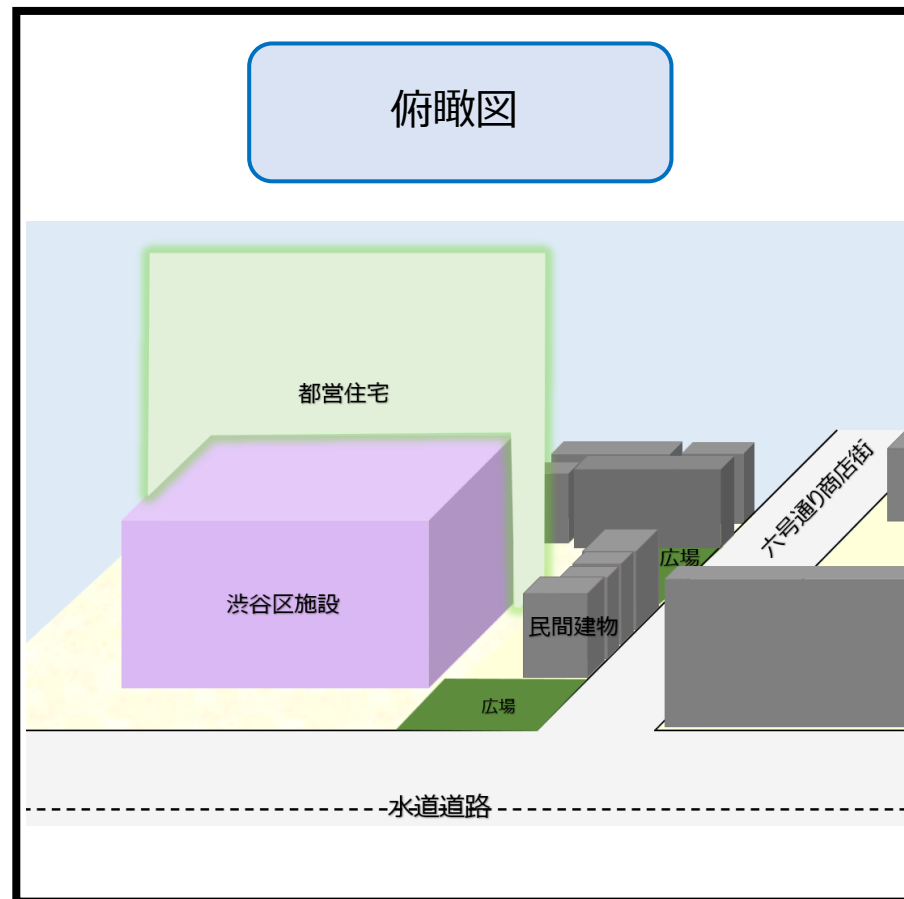 俯瞰図
都営住宅
六号通り商店街
広場
渋谷区施設
民間建物
広場
水道道路